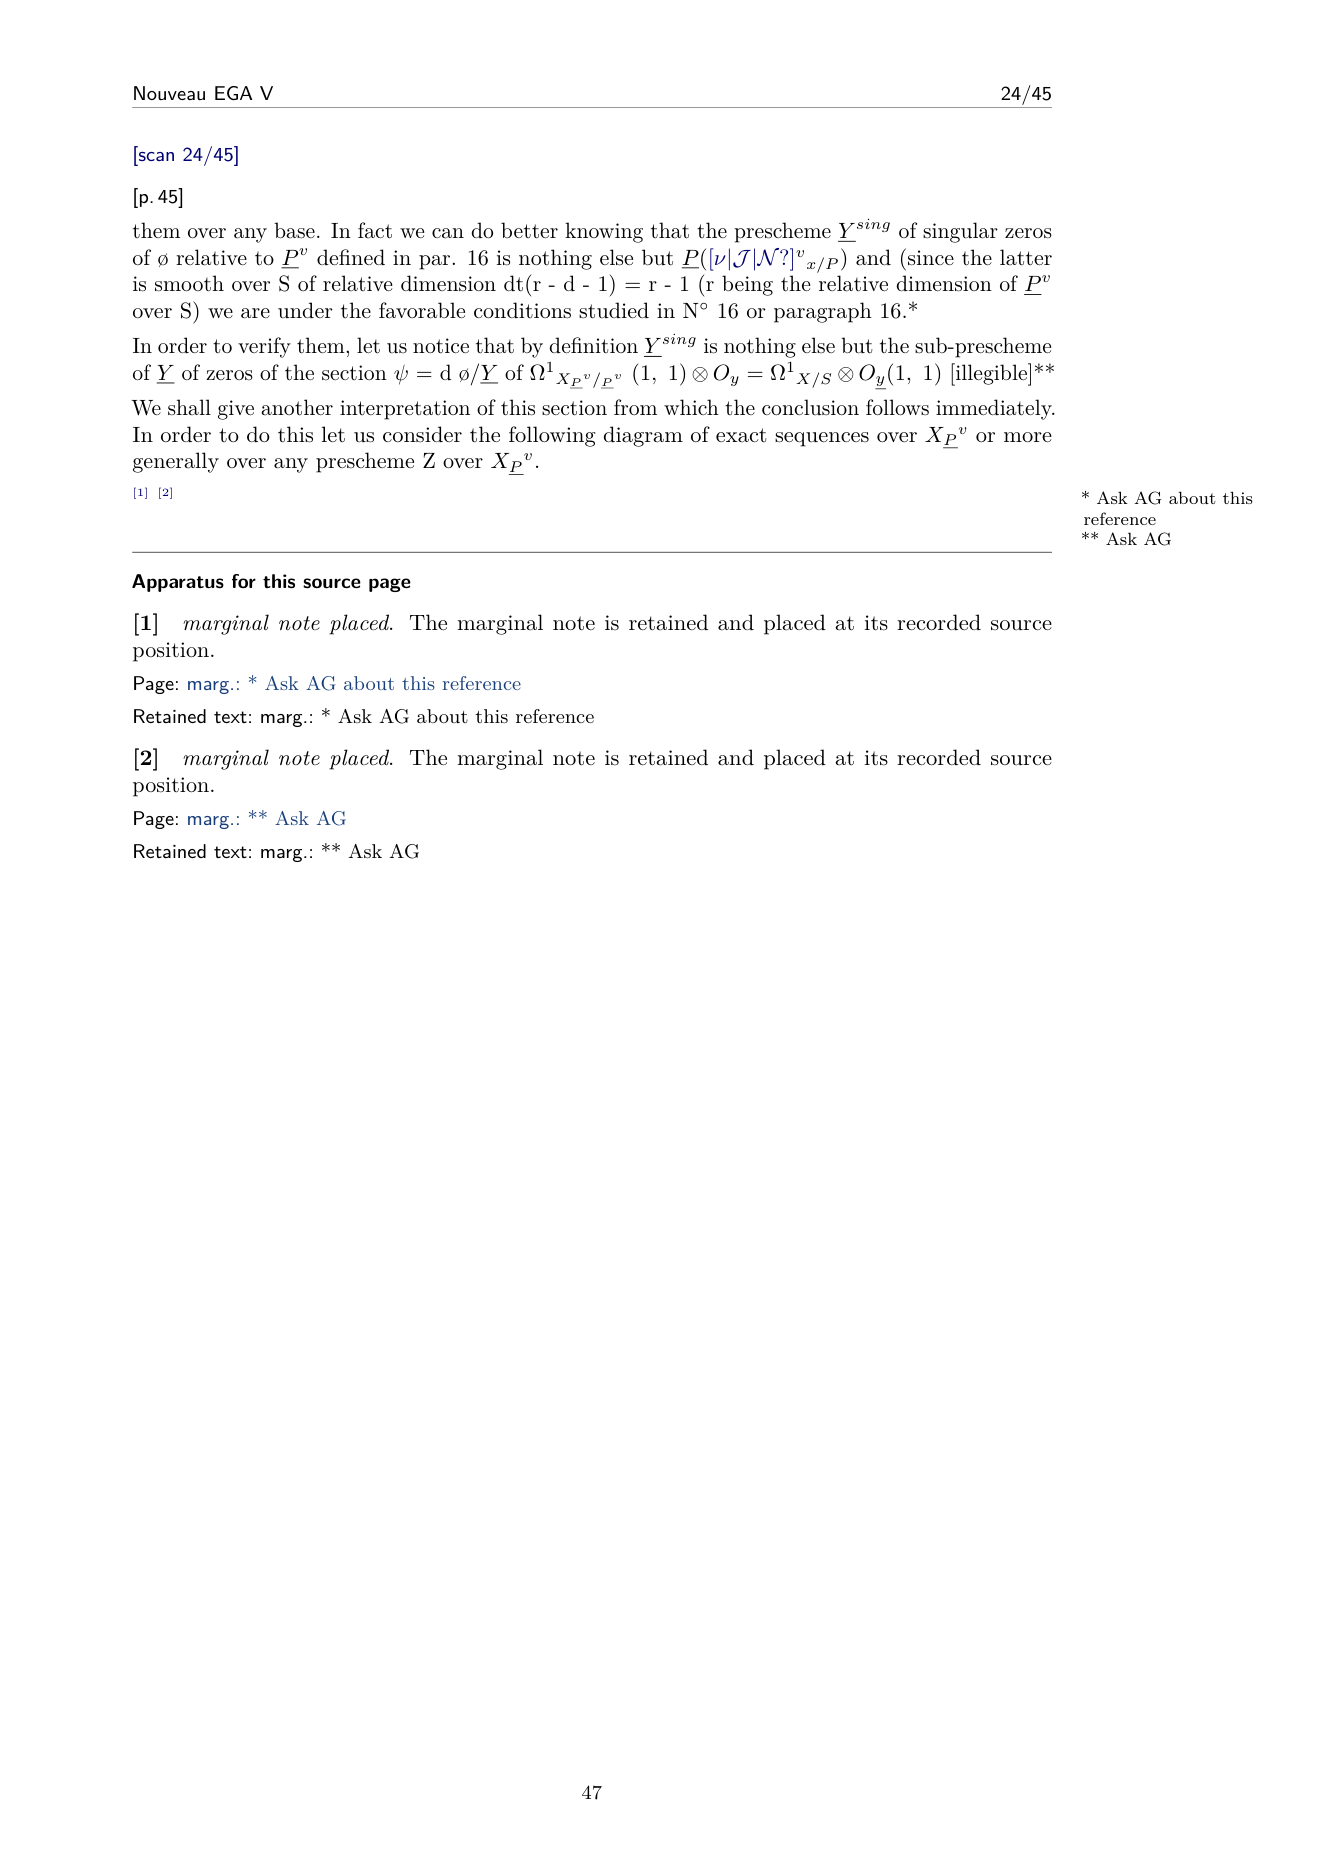 Nouveau EGA V 24/45
[scan 24/45]
[p. 45]
them over any base. In fact we can do better knowing that the prescheme Y^sing of singular zeros
of ø relative to P^v defined in par. 16 is nothing else but P([ν|𝒥|𝒩?]^v_x/P) and (since the latter
is smooth over S of relative dimension dt(r - d - 1) = r - 1 (r being the relative dimension of P^v
over S) we are under the favorable conditions studied in N° 16 or paragraph 16.*
In order to verify them, let us notice that by definition Y^sing is nothing else but the sub-prescheme
of Y of zeros of the section ψ = d ø/Y of Ω^1_X_P^v/P^v (1, 1) ⊗ O_y = Ω^1_X/S ⊗ O_y(1, 1) [illegible]**
We shall give another interpretation of this section from which the conclusion follows immediately.
In order to do this let us consider the following diagram of exact sequences over X_P^v or more
generally over any prescheme Z over X_P^v.
[1] [2]
* Ask AG about this
reference
** Ask AG
Apparatus for this source page
[1] marginal note placed. The marginal note is retained and placed at its recorded source
position.
Page: marg.: * Ask AG about this reference
Retained text: marg.: * Ask AG about this reference
[2] marginal note placed. The marginal note is retained and placed at its recorded source
position.
Page: marg.: ** Ask AG
Retained text: marg.: ** Ask AG
47